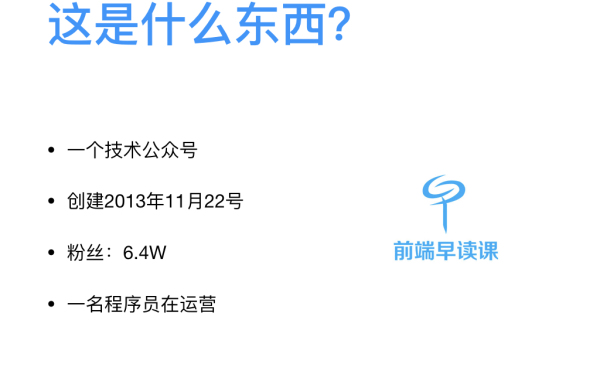 这是什么东西?
• 一个技术公众号
• 创建2013年11月22号
• 粉丝：6.4W
• 一名程序员在运营
前端早读课